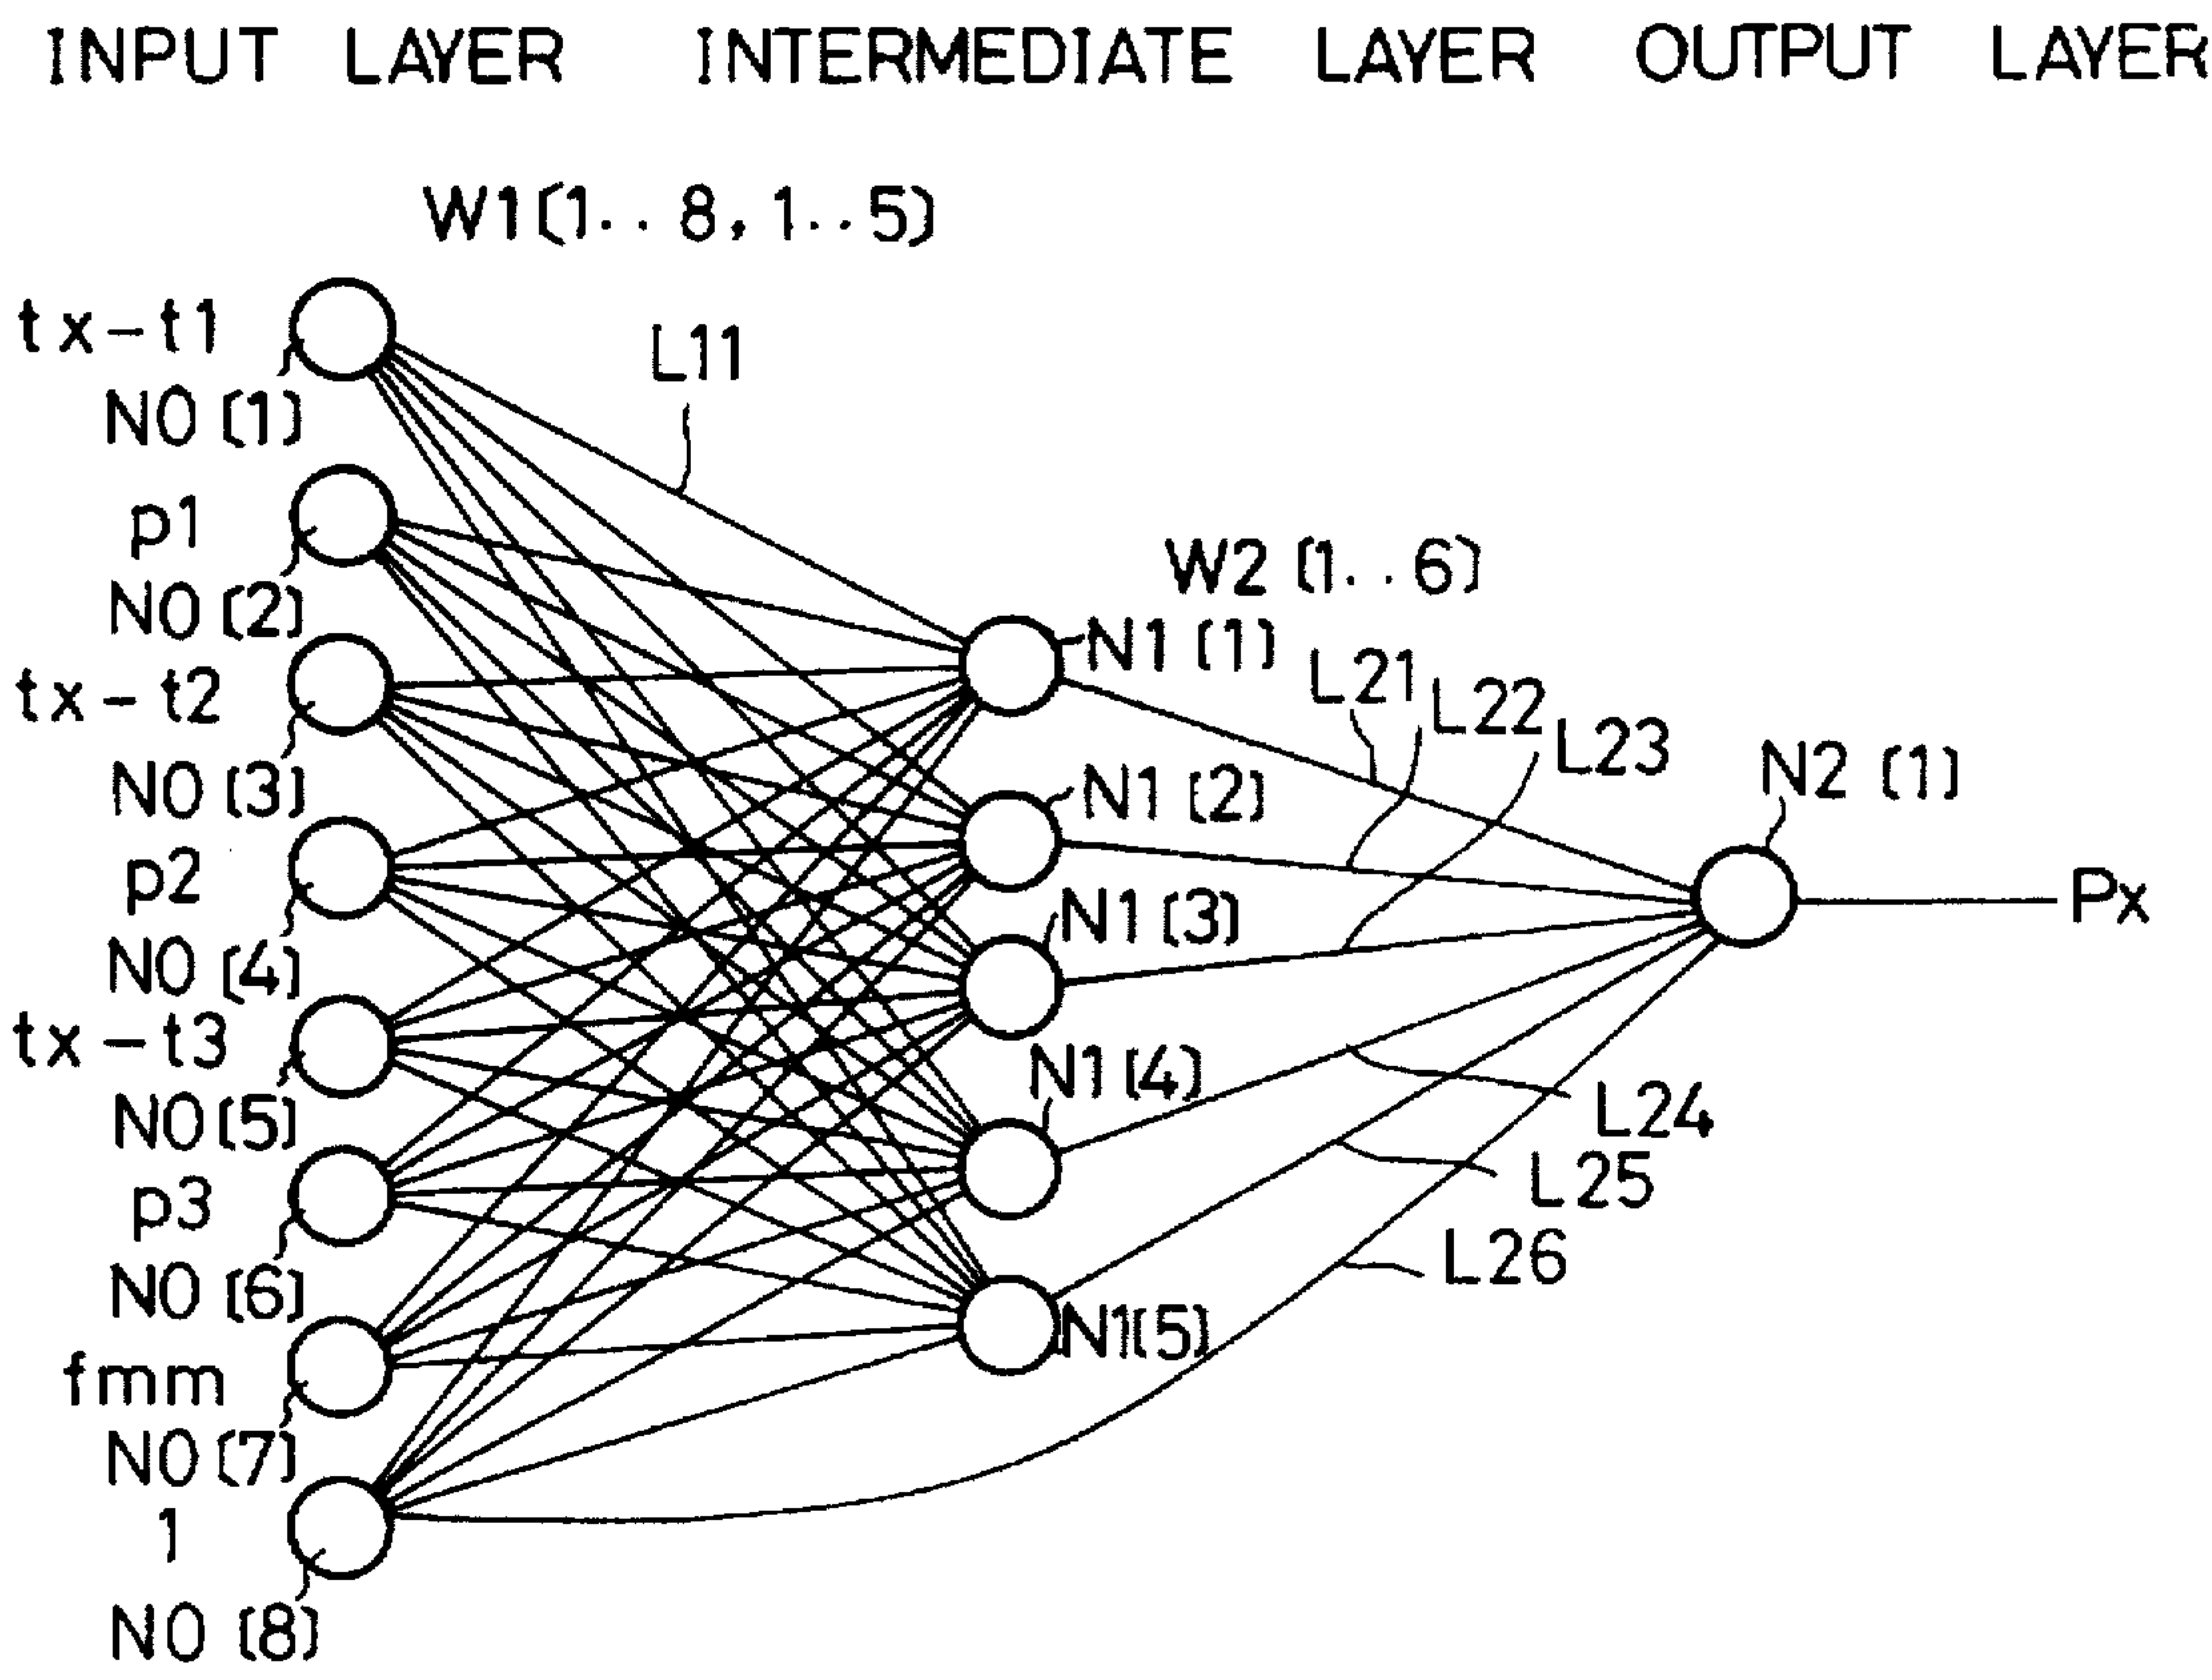 INPUT LAYER INTERMEDIATE LAYER OUTPUT LAYER
W1(1..8,1..5)
tx-t1
N0(1)
L11
p1
N0(2)
W2(1..6)
tx-t2
N0(3)
N1(1)
L21
L22
L23
N1(2)
N2(1)
p2
N0(4)
N1(3)
Px
tx-t3
N0(5)
N1(4)
L24
p3
N0(6)
L25
L26
fmm
N0(7)
N1(5)
1
N0(8)